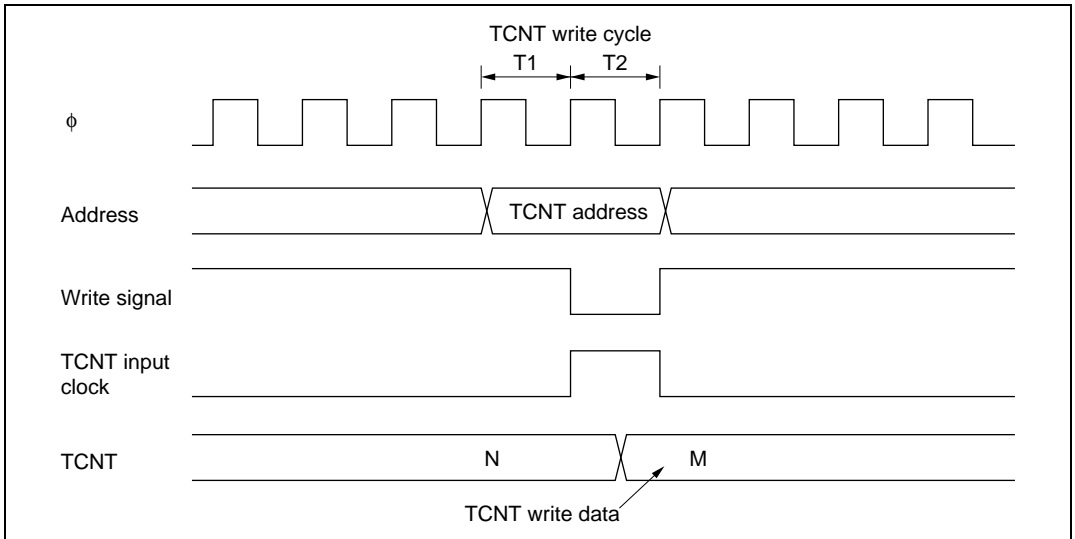 TCNT write cycle
T1 T2
ϕ
Address
TCNT address
Write signal
TCNT input
clock
TCNT
N
M
TCNT write data